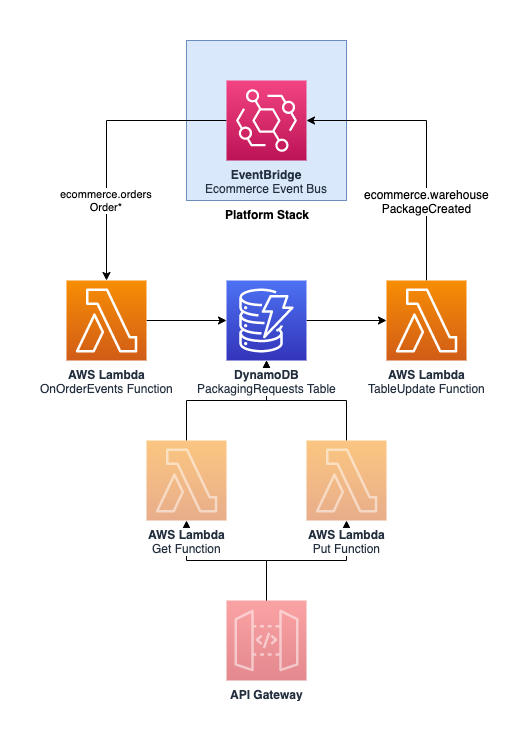 EventBridge
Ecommerce Event Bus
Platform Stack
ecommerce.orders
Order*
ecommerce.warehouse
PackageCreated
AWS Lambda
OnOrderEvents Function
DynamoDB
PackagingRequests Table
AWS Lambda
TableUpdate Function
AWS Lambda
Get Function
AWS Lambda
Put Function
</>
API Gateway